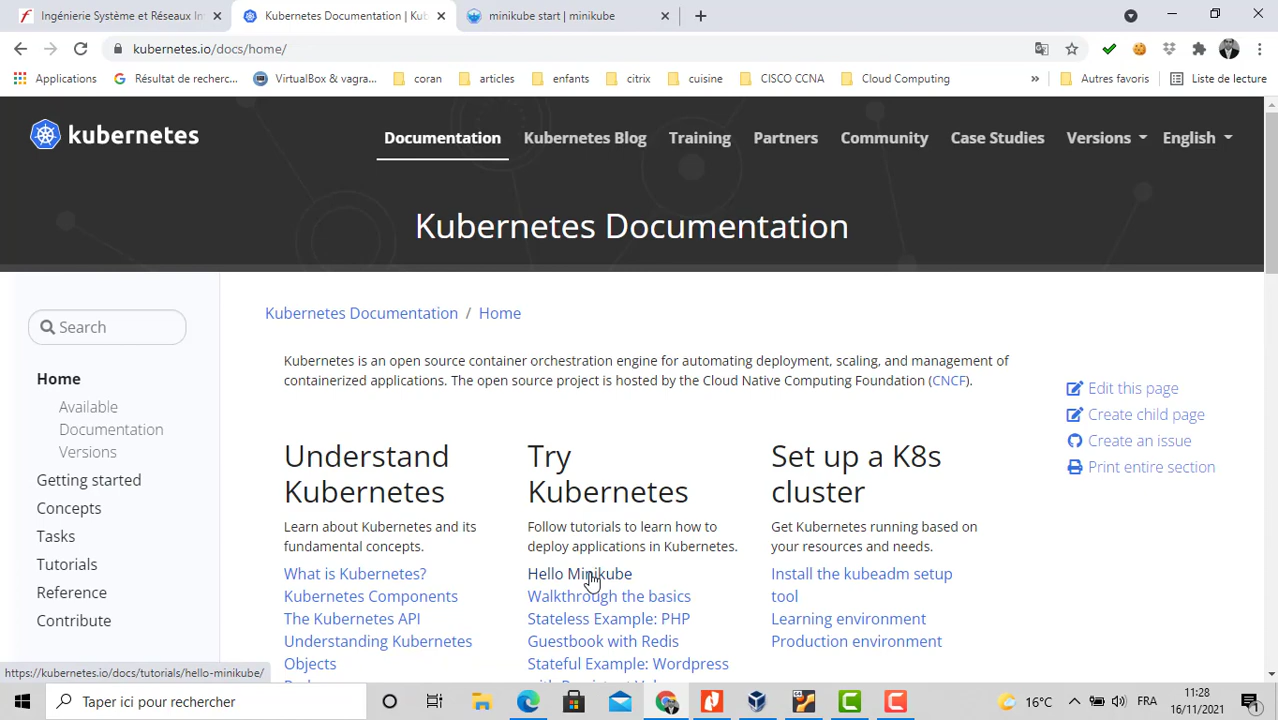 Ingénierie Système et Réseaux In
Kubernetes Documentation | Kub
minikube start | minikube
kubernetes.io/docs/home/
Applications
Résultat de recherc...
VirtualBox & vagra...
coran
articles
enfants
citrix
cuisine
CISCO CCNA
Cloud Computing
»
Autres favoris
Liste de lecture
kubernetes
Documentation
Kubernetes Blog
Training
Partners
Community
Case Studies
Versions
English
Kubernetes Documentation
Search
Home
Available
Documentation
Versions
Getting started
Concepts
Tasks
Tutorials
Reference
Contribute
Kubernetes Documentation / Home
Kubernetes is an open source container orchestration engine for automating deployment, scaling, and management of
containerized applications. The open source project is hosted by the Cloud Native Computing Foundation (CNCF).
Understand
Kubernetes
Learn about Kubernetes and its
fundamental concepts.
What is Kubernetes?
Kubernetes Components
The Kubernetes API
Understanding Kubernetes
Objects
Try
Kubernetes
Follow tutorials to learn how to
deploy applications in Kubernetes.
Hello Minikube
Walkthrough the basics
Stateless Example: PHP
Guestbook with Redis
Stateful Example: Wordpress
Set up a K8s
cluster
Get Kubernetes running based on
your resources and needs.
Install the kubeadm setup
tool
Learning environment
Production environment
Edit this page
Create child page
Create an issue
Print entire section
https://kubernetes.io/docs/tutorials/hello-minikube/
Taper ici pour rechercher
16°C
FRA
11:28
16/11/2021
1